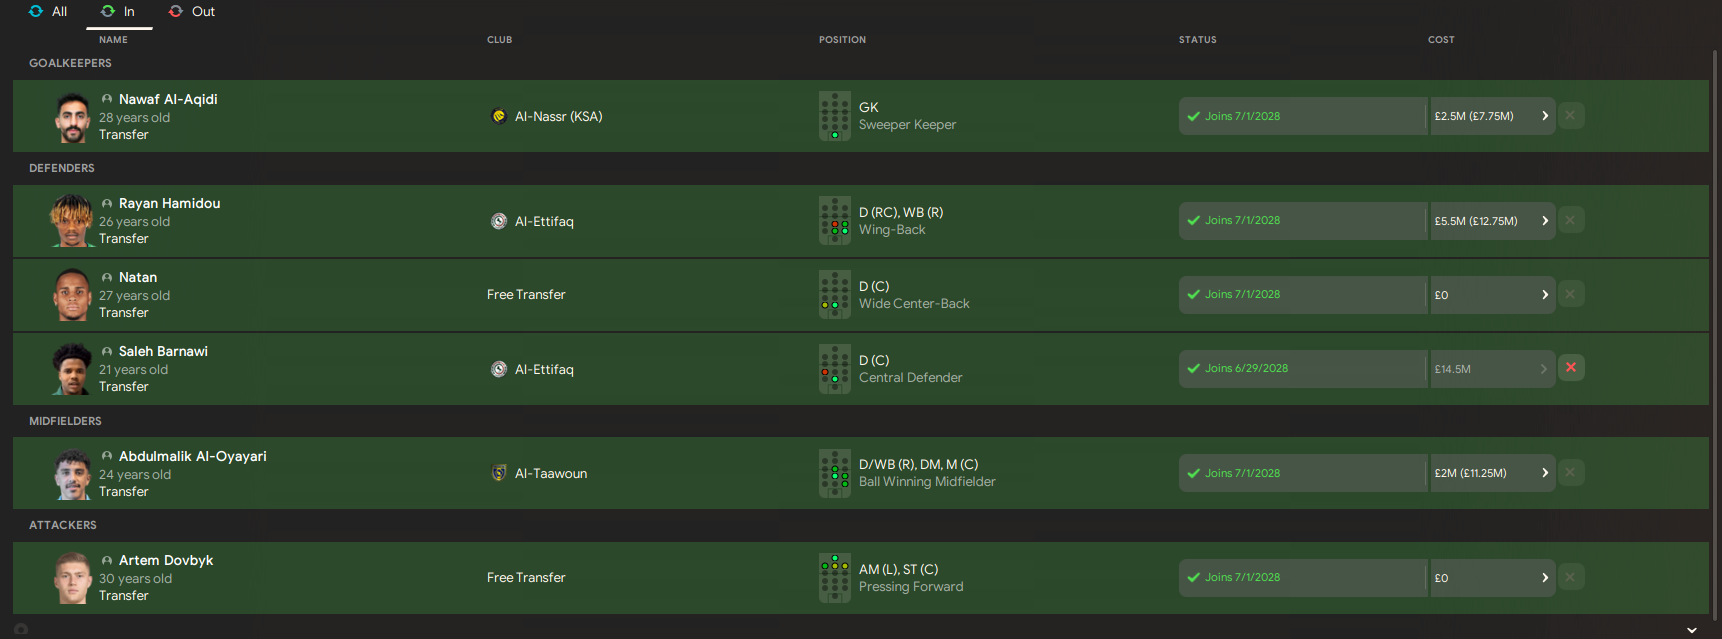 All In Out
NAME CLUB POSITION STATUS COST
GOALKEEPERS
Nawaf Al-Aqidi
28 years old
Transfer
Al-Nassr (KSA)
GK
Sweeper Keeper
Joins 7/1/2028
£2.5M (£7.75M)
DEFENDERS
Rayan Hamidou
26 years old
Transfer
Al-Ettifaq
D (RC), WB (R)
Wing-Back
Joins 7/1/2028
£5.5M (£12.75M)
Natan
27 years old
Transfer
Free Transfer
D (C)
Wide Center-Back
Joins 7/1/2028
£0
Saleh Barnawi
21 years old
Transfer
Al-Ettifaq
D (C)
Central Defender
Joins 6/29/2028
£14.5M
MIDFIELDERS
Abdulmalik Al-Oyayari
24 years old
Transfer
Al-Taawoun
D/WB (R), DM, M (C)
Ball Winning Midfielder
Joins 7/1/2028
£2M (£11.25M)
ATTACKERS
Artem Dovbyk
30 years old
Transfer
Free Transfer
AM (L), ST (C)
Pressing Forward
Joins 7/1/2028
£0